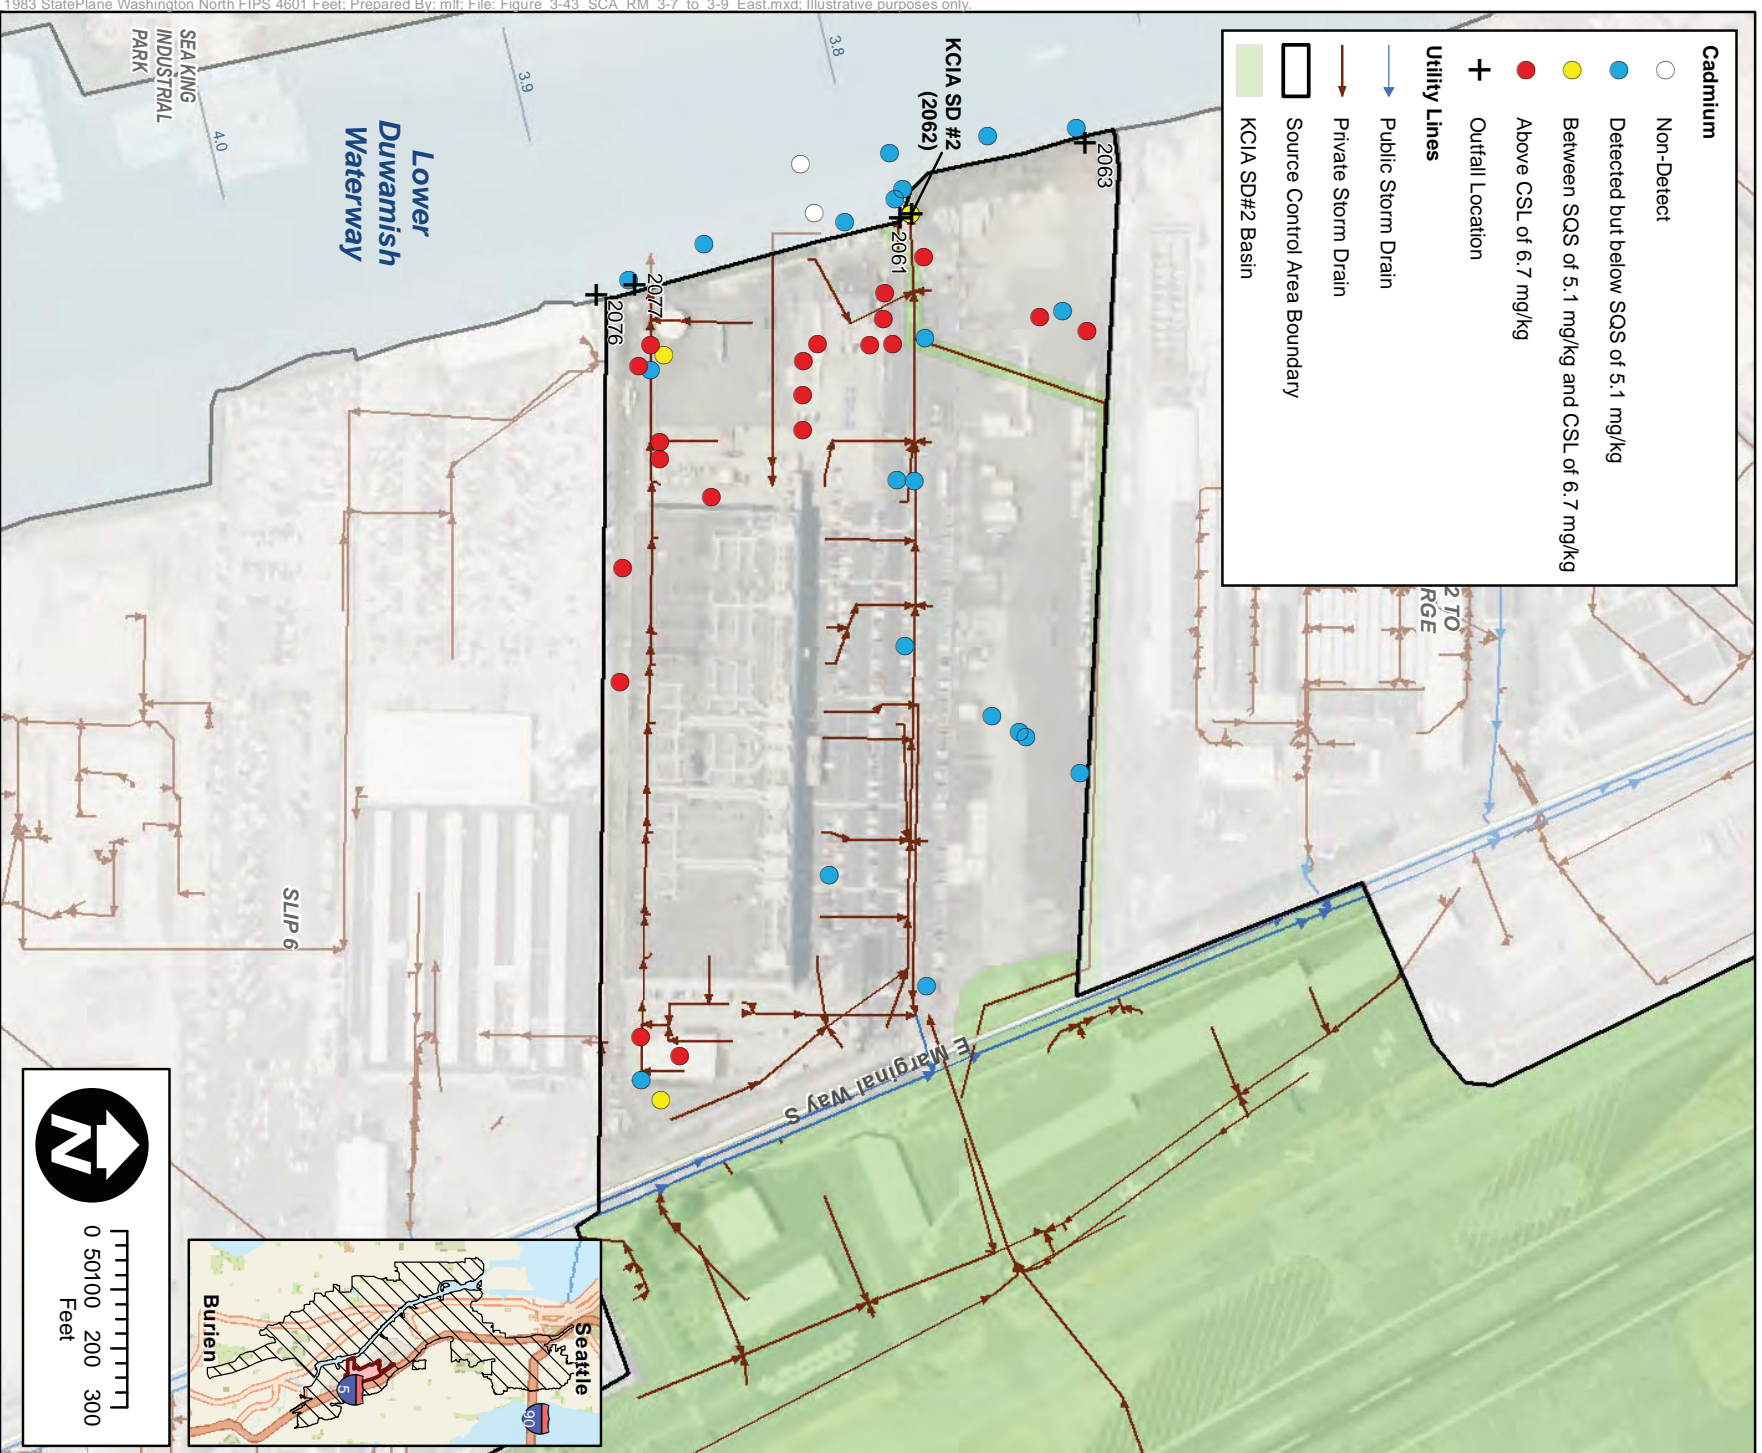 1983 StatePlane Washington North FIPS 4601 Feet; Prepared By: mlf; File: Figure_3-43_SCA_RM_3-7_to_3-9_East.mxd; Illustrative purposes only.
Cadmium
Non-Detect
Detected but below SQS of 5.1 mg/kg
Between SQS of 5.1 mg/kg and CSL of 6.7 mg/kg
Above CSL of 6.7 mg/kg
Outfall Location
Utility Lines
Public Storm Drain
Private Storm Drain
Source Control Area Boundary
KCIA SD#2 Basin
2 TO
RGE
KCIA SD #2
(2062)
2063
2061
2077
2076
3.8
3.9
4.0
Lower
Duwamish
Waterway
SEA KING
INDUSTRIAL
PARK
SLIP 6
E Marginal Way S
N
0 50 100 200 300
Feet
Seattle
Burien
90
5